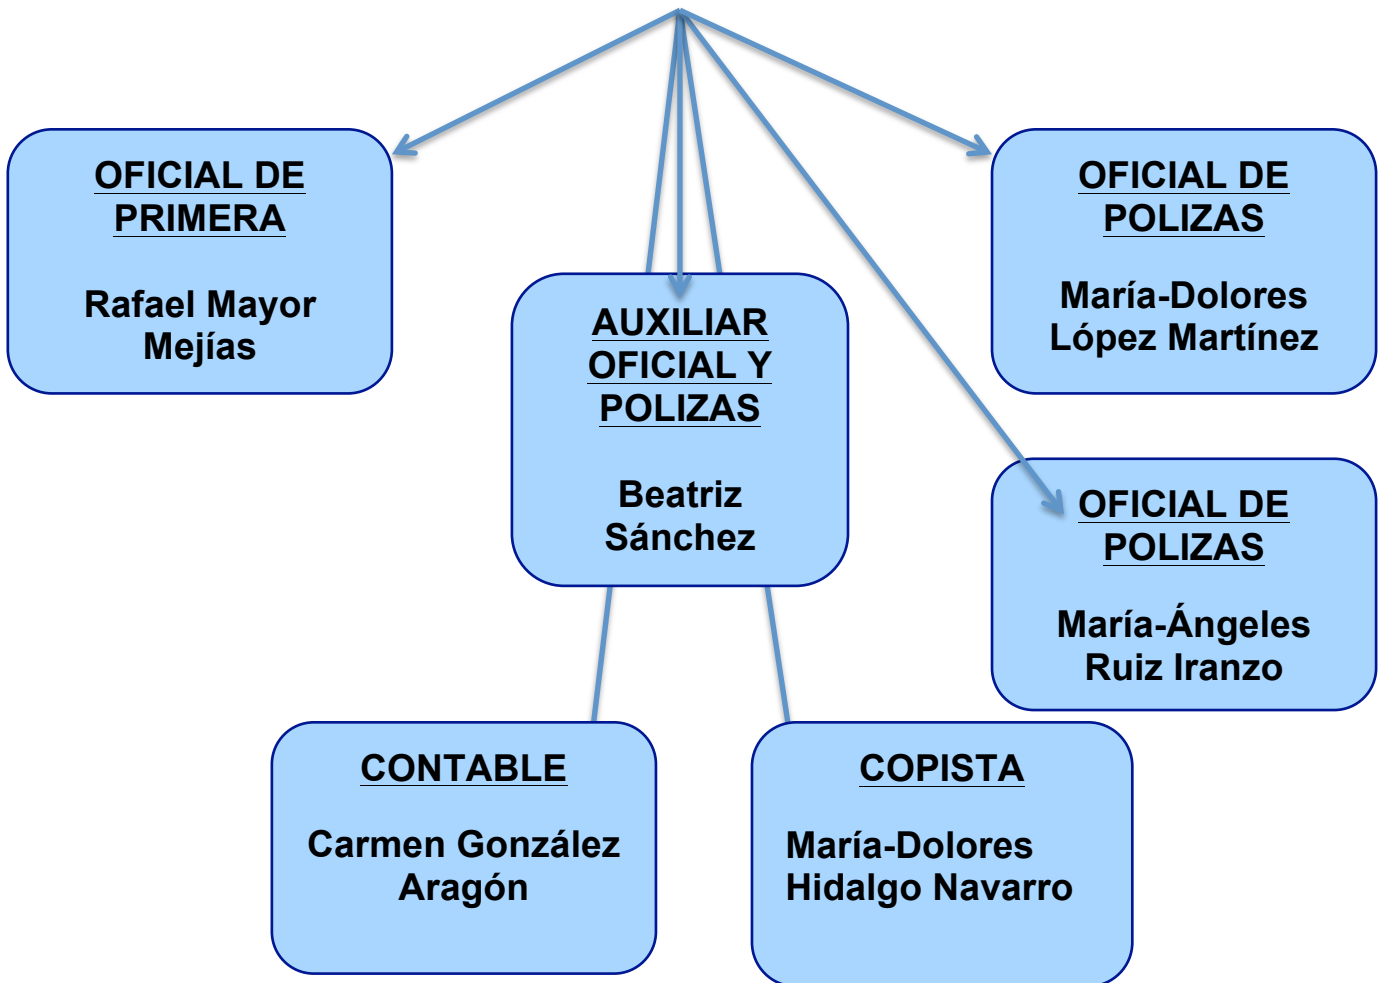 OFICIAL DE
PRIMERA
Rafael Mayor
Mejías
OFICIAL DE
POLIZAS
María-Dolores
López Martínez
AUXILIAR
OFICIAL Y
POLIZAS
Beatriz
Sánchez
OFICIAL DE
POLIZAS
María-Ángeles
Ruiz Iranzo
CONTABLE
Carmen González
Aragón
COPISTA
María-Dolores
Hidalgo Navarro